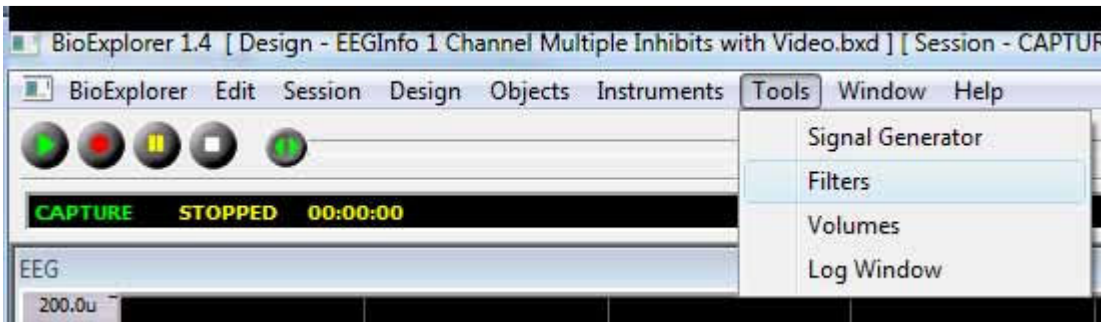 BioExplorer 1.4 [ Design - EEGInfo 1 Channel Multiple Inhibits with Video.bxd ] [ Session - CAPTUR
BioExplorer Edit Session Design Objects Instruments Tools Window Help
Signal Generator
Filters
Volumes
Log Window
CAPTURE STOPPED 00:00:00
EEG
200.0u